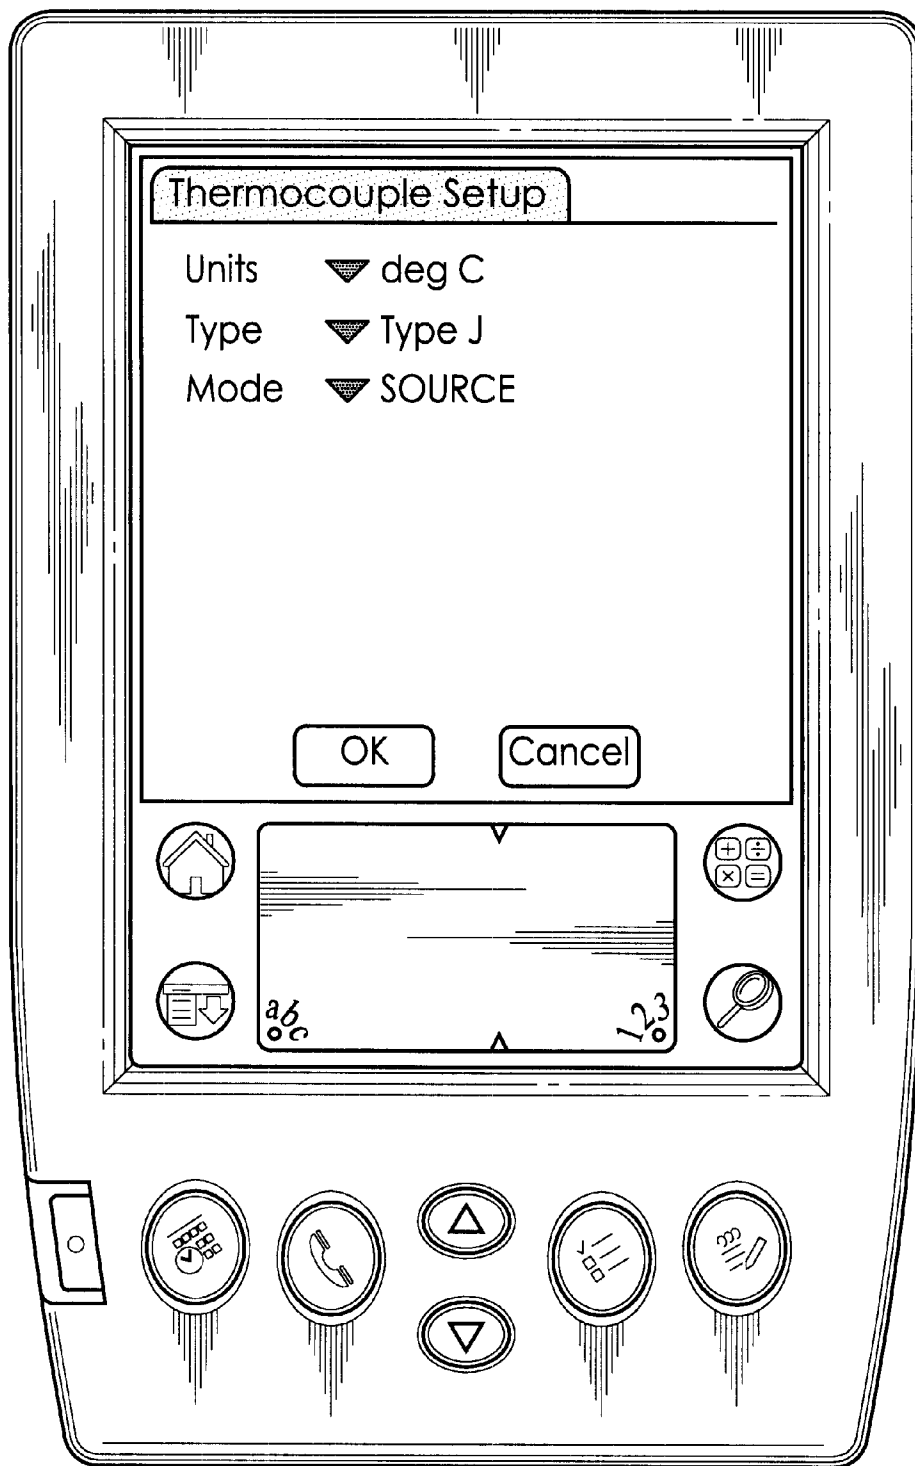 Thermocouple Setup
Units deg C
Type Type J
Mode SOURCE
OK Cancel
+ ÷
× =
abc 123